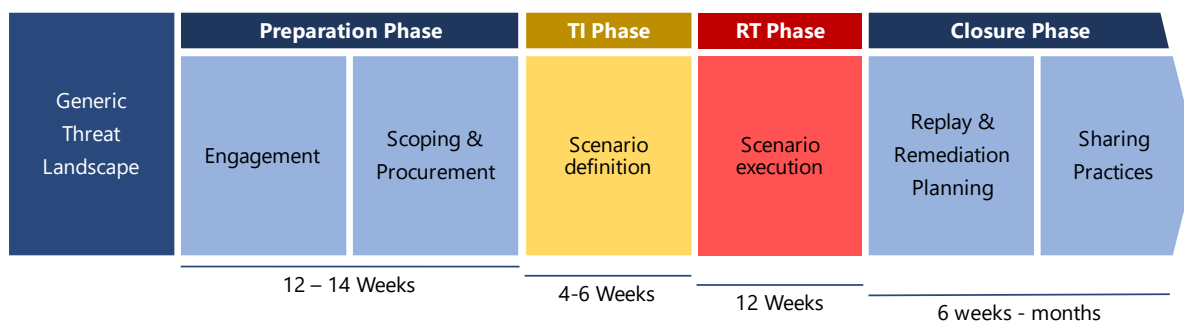 Preparation Phase
TI Phase
RT Phase
Closure Phase
Generic
Threat
Landscape
Engagement
Scoping &
Procurement
Scenario
definition
Scenario
execution
Replay &
Remediation
Planning
Sharing
Practices
12 – 14 Weeks
4-6 Weeks
12 Weeks
6 weeks - months